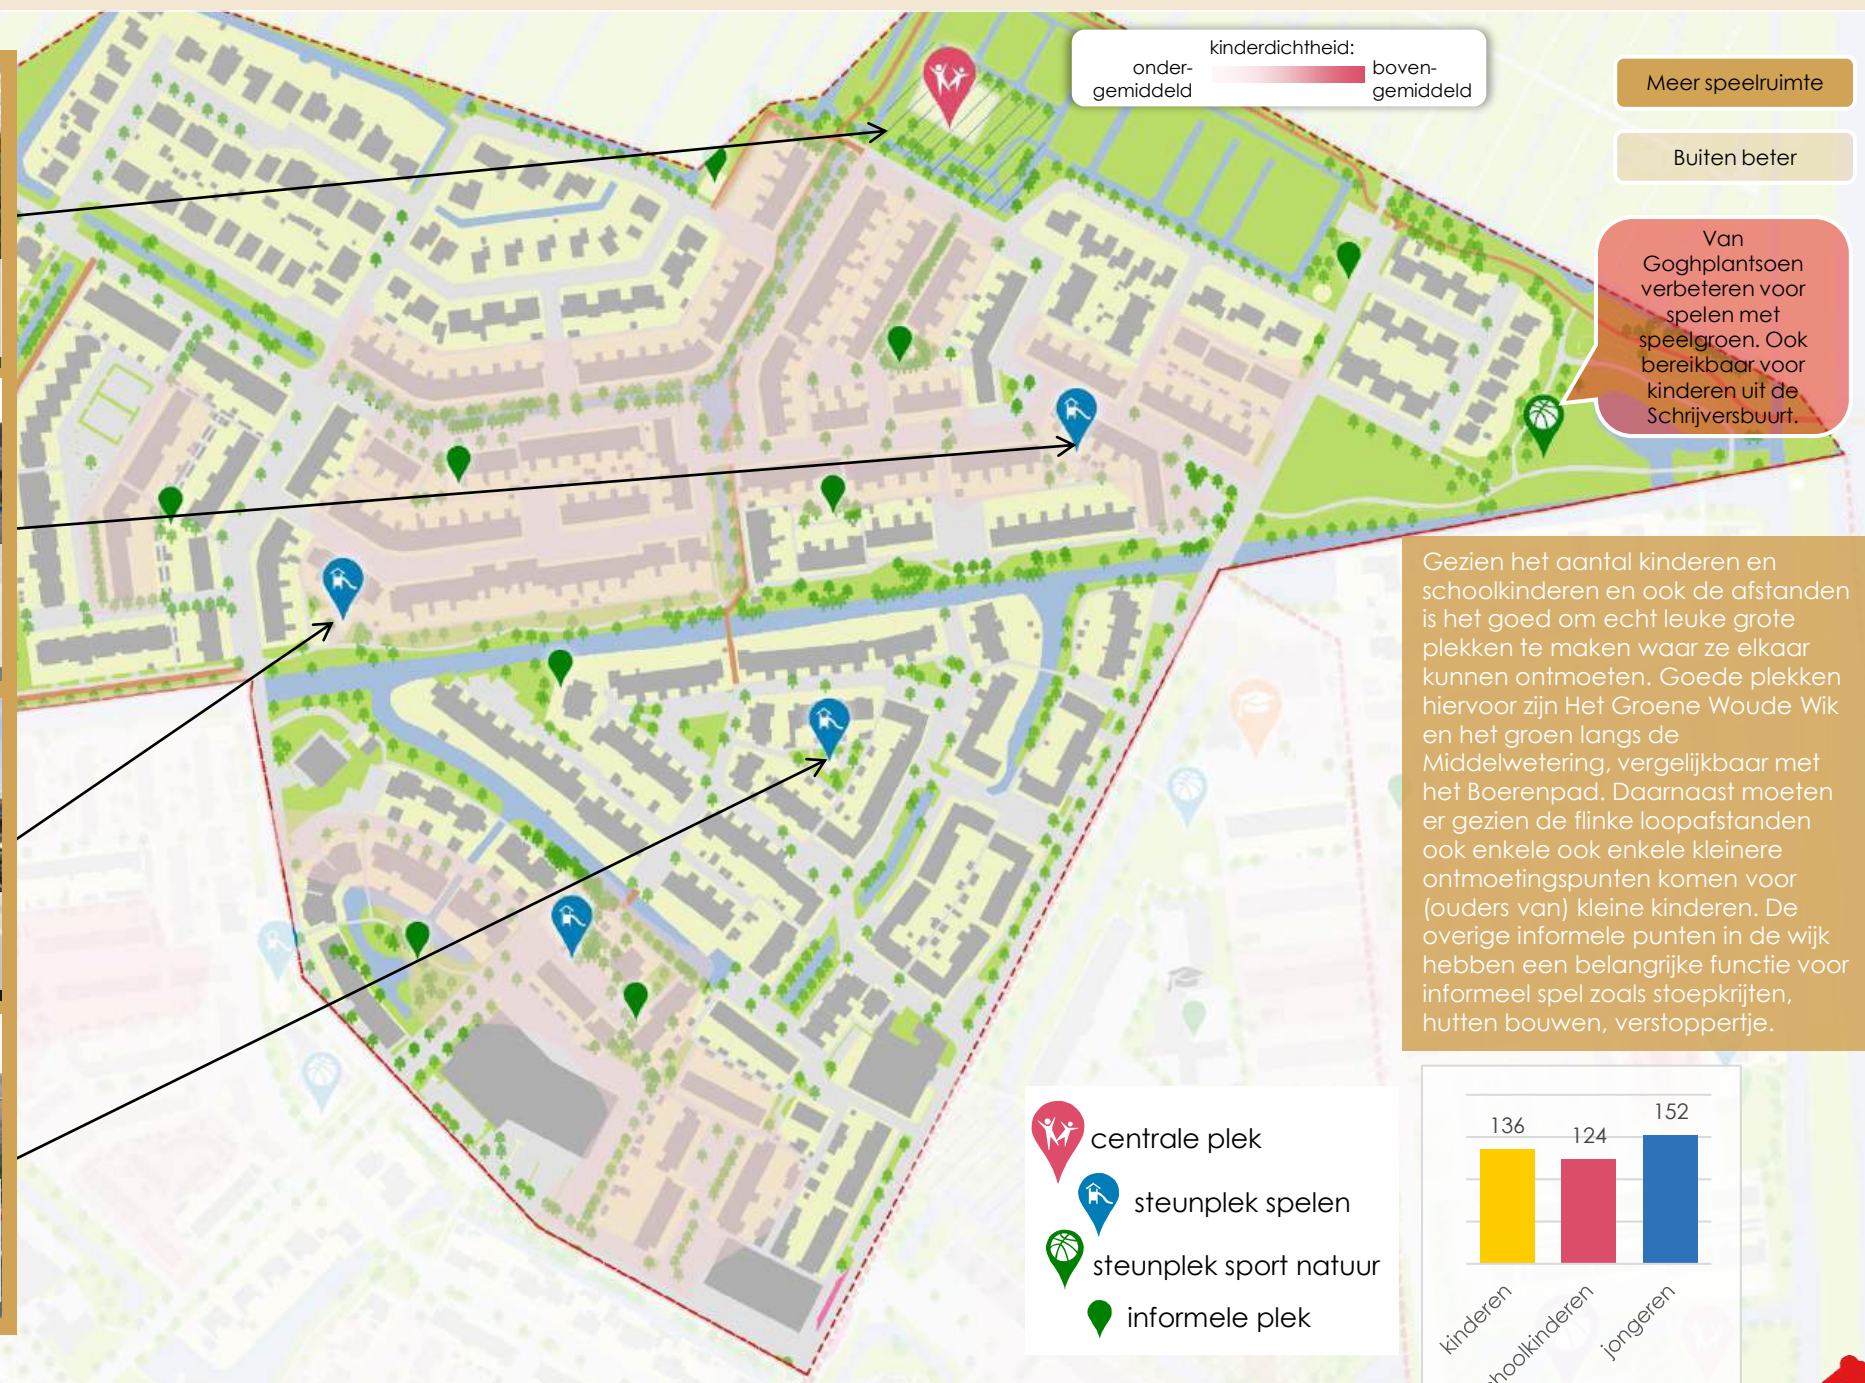 kinderdichtheid:
onder-
gemiddeld
boven-
gemiddeld
Meer speelruimte
Buiten beter
Van
Goghplantsoen
verbeteren voor
spelen met
speelgroen. Ook
bereikbaar voor
kinderen uit de
Schrijversbuurt.
Gezien het aantal kinderen en
schoolkinderen en ook de afstanden
is het goed om echt leuke grote
plekken te maken waar ze elkaar
kunnen ontmoeten. Goede plekken
hiervoor zijn Het Groene Woude Wik
en het groen langs de
Middelwetering, vergelijkbaar met
het Boerenpad. Daarnaast moeten
er gezien de flinke loopafstanden
ook enkele ook enkele kleinere
ontmoetingspunten komen voor
(ouders van) kleine kinderen. De
overige informele punten in de wijk
hebben een belangrijke functie voor
informeel spel zoals stoepkrijten,
hutten bouwen, verstoppertje.
centrale plek
steunplek spelen
steunplek sport natuur
informele plek
136
124
152
kinderen
hoolkinderen
jongeren